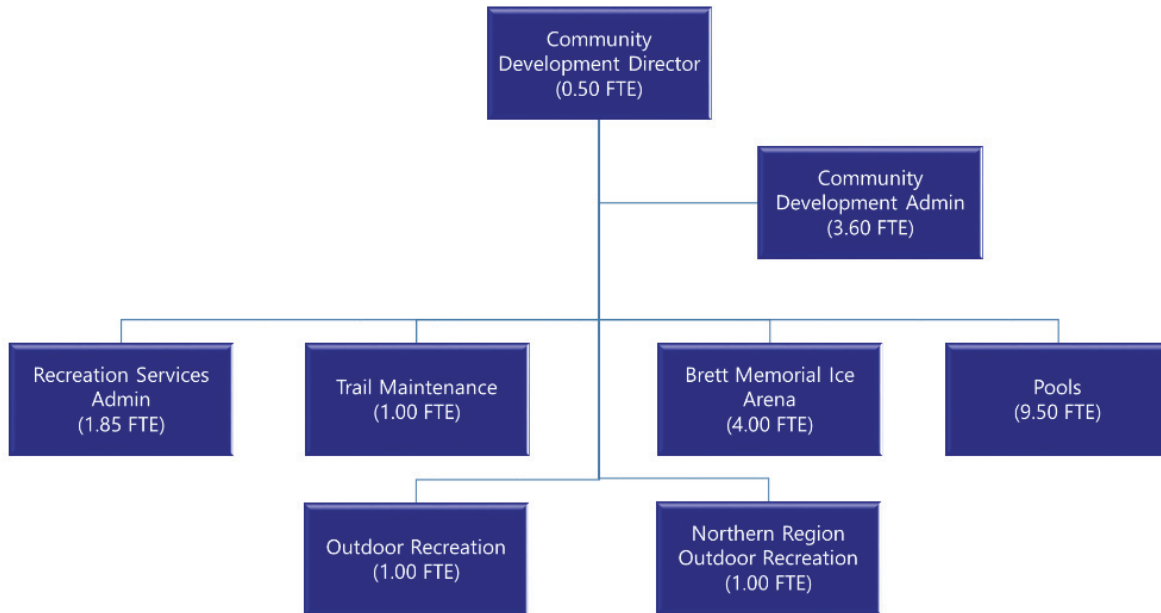 Community
Development Director
(0.50 FTE)
Community
Development Admin
(3.60 FTE)
Recreation Services
Admin
(1.85 FTE)
Trail Maintenance
(1.00 FTE)
Brett Memorial Ice
Arena
(4.00 FTE)
Pools
(9.50 FTE)
Outdoor Recreation
(1.00 FTE)
Northern Region
Outdoor Recreation
(1.00 FTE)